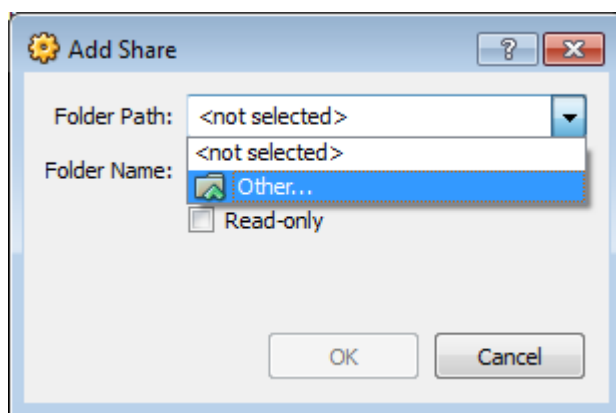 Add Share
?
Folder Path: <not selected>
<not selected>
Folder Name:
Other...
Read-only
OK Cancel